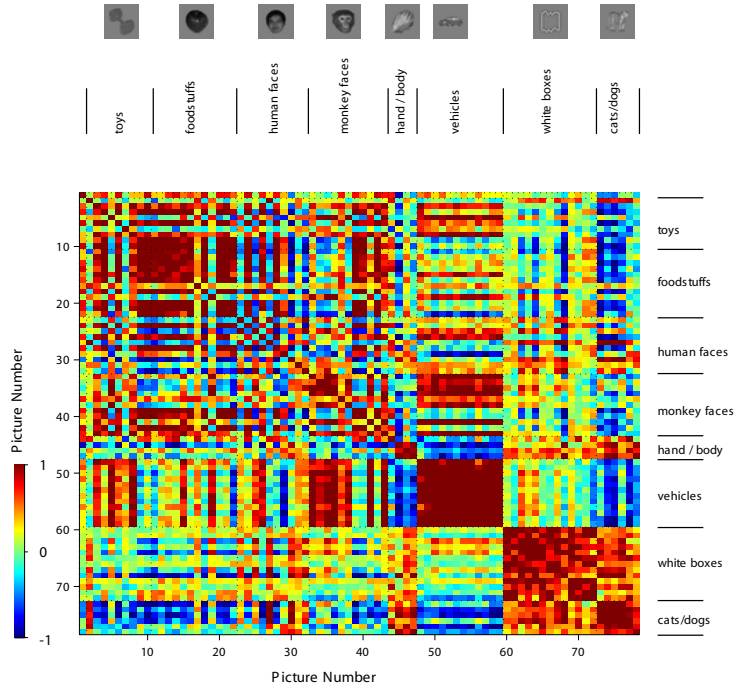 toys
foodstuffs
human faces
monkey faces
hand / body
vehicles
white boxes
cats/dogs
10
20
30
40
50
60
70
Picture Number
toys
foodstuffs
human faces
monkey faces
hand / body
vehicles
white boxes
cats/dogs
1
0
-1
10
20
30
40
50
60
70
Picture Number